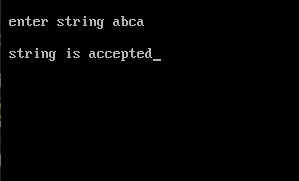 enter string abca
string is accepted_